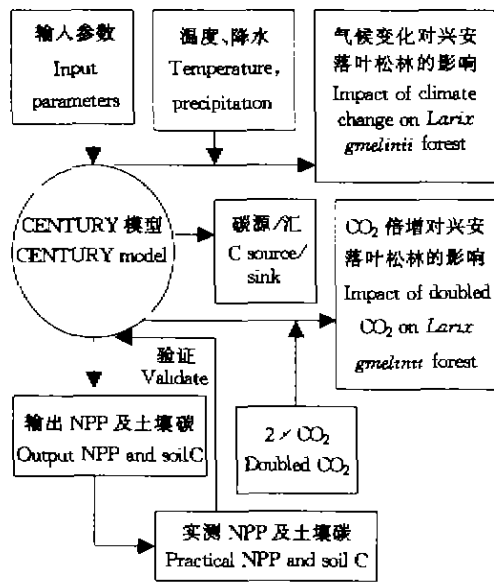 输入参数
Input
parameters
温度、降水
Temperature,
precipitation
气候变化对兴安
落叶松林的影响
Impact of climate
change on Larix
gmelinii forest
CENTURY 模型
CENTURY model
碳源/汇
C source/
sink
CO₂ 倍增对兴安
落叶松林的影响
Impact of doubled
CO₂ on Larix
gmelinii forest
验证
Validate
输出 NPP 及土壤碳
Output NPP and soil C
2×CO₂
Doubled CO₂
实测 NPP 及土壤碳
Practical NPP and soil C